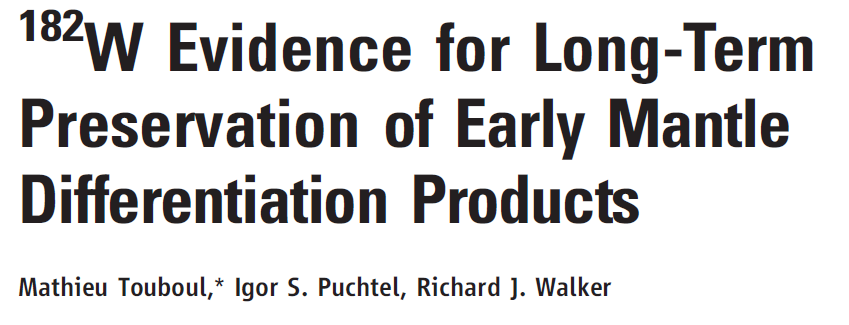 ¹⁸²W Evidence for Long-Term
Preservation of Early Mantle
Differentiation Products
Mathieu Touboul,* Igor S. Puchtel, Richard J. Walker